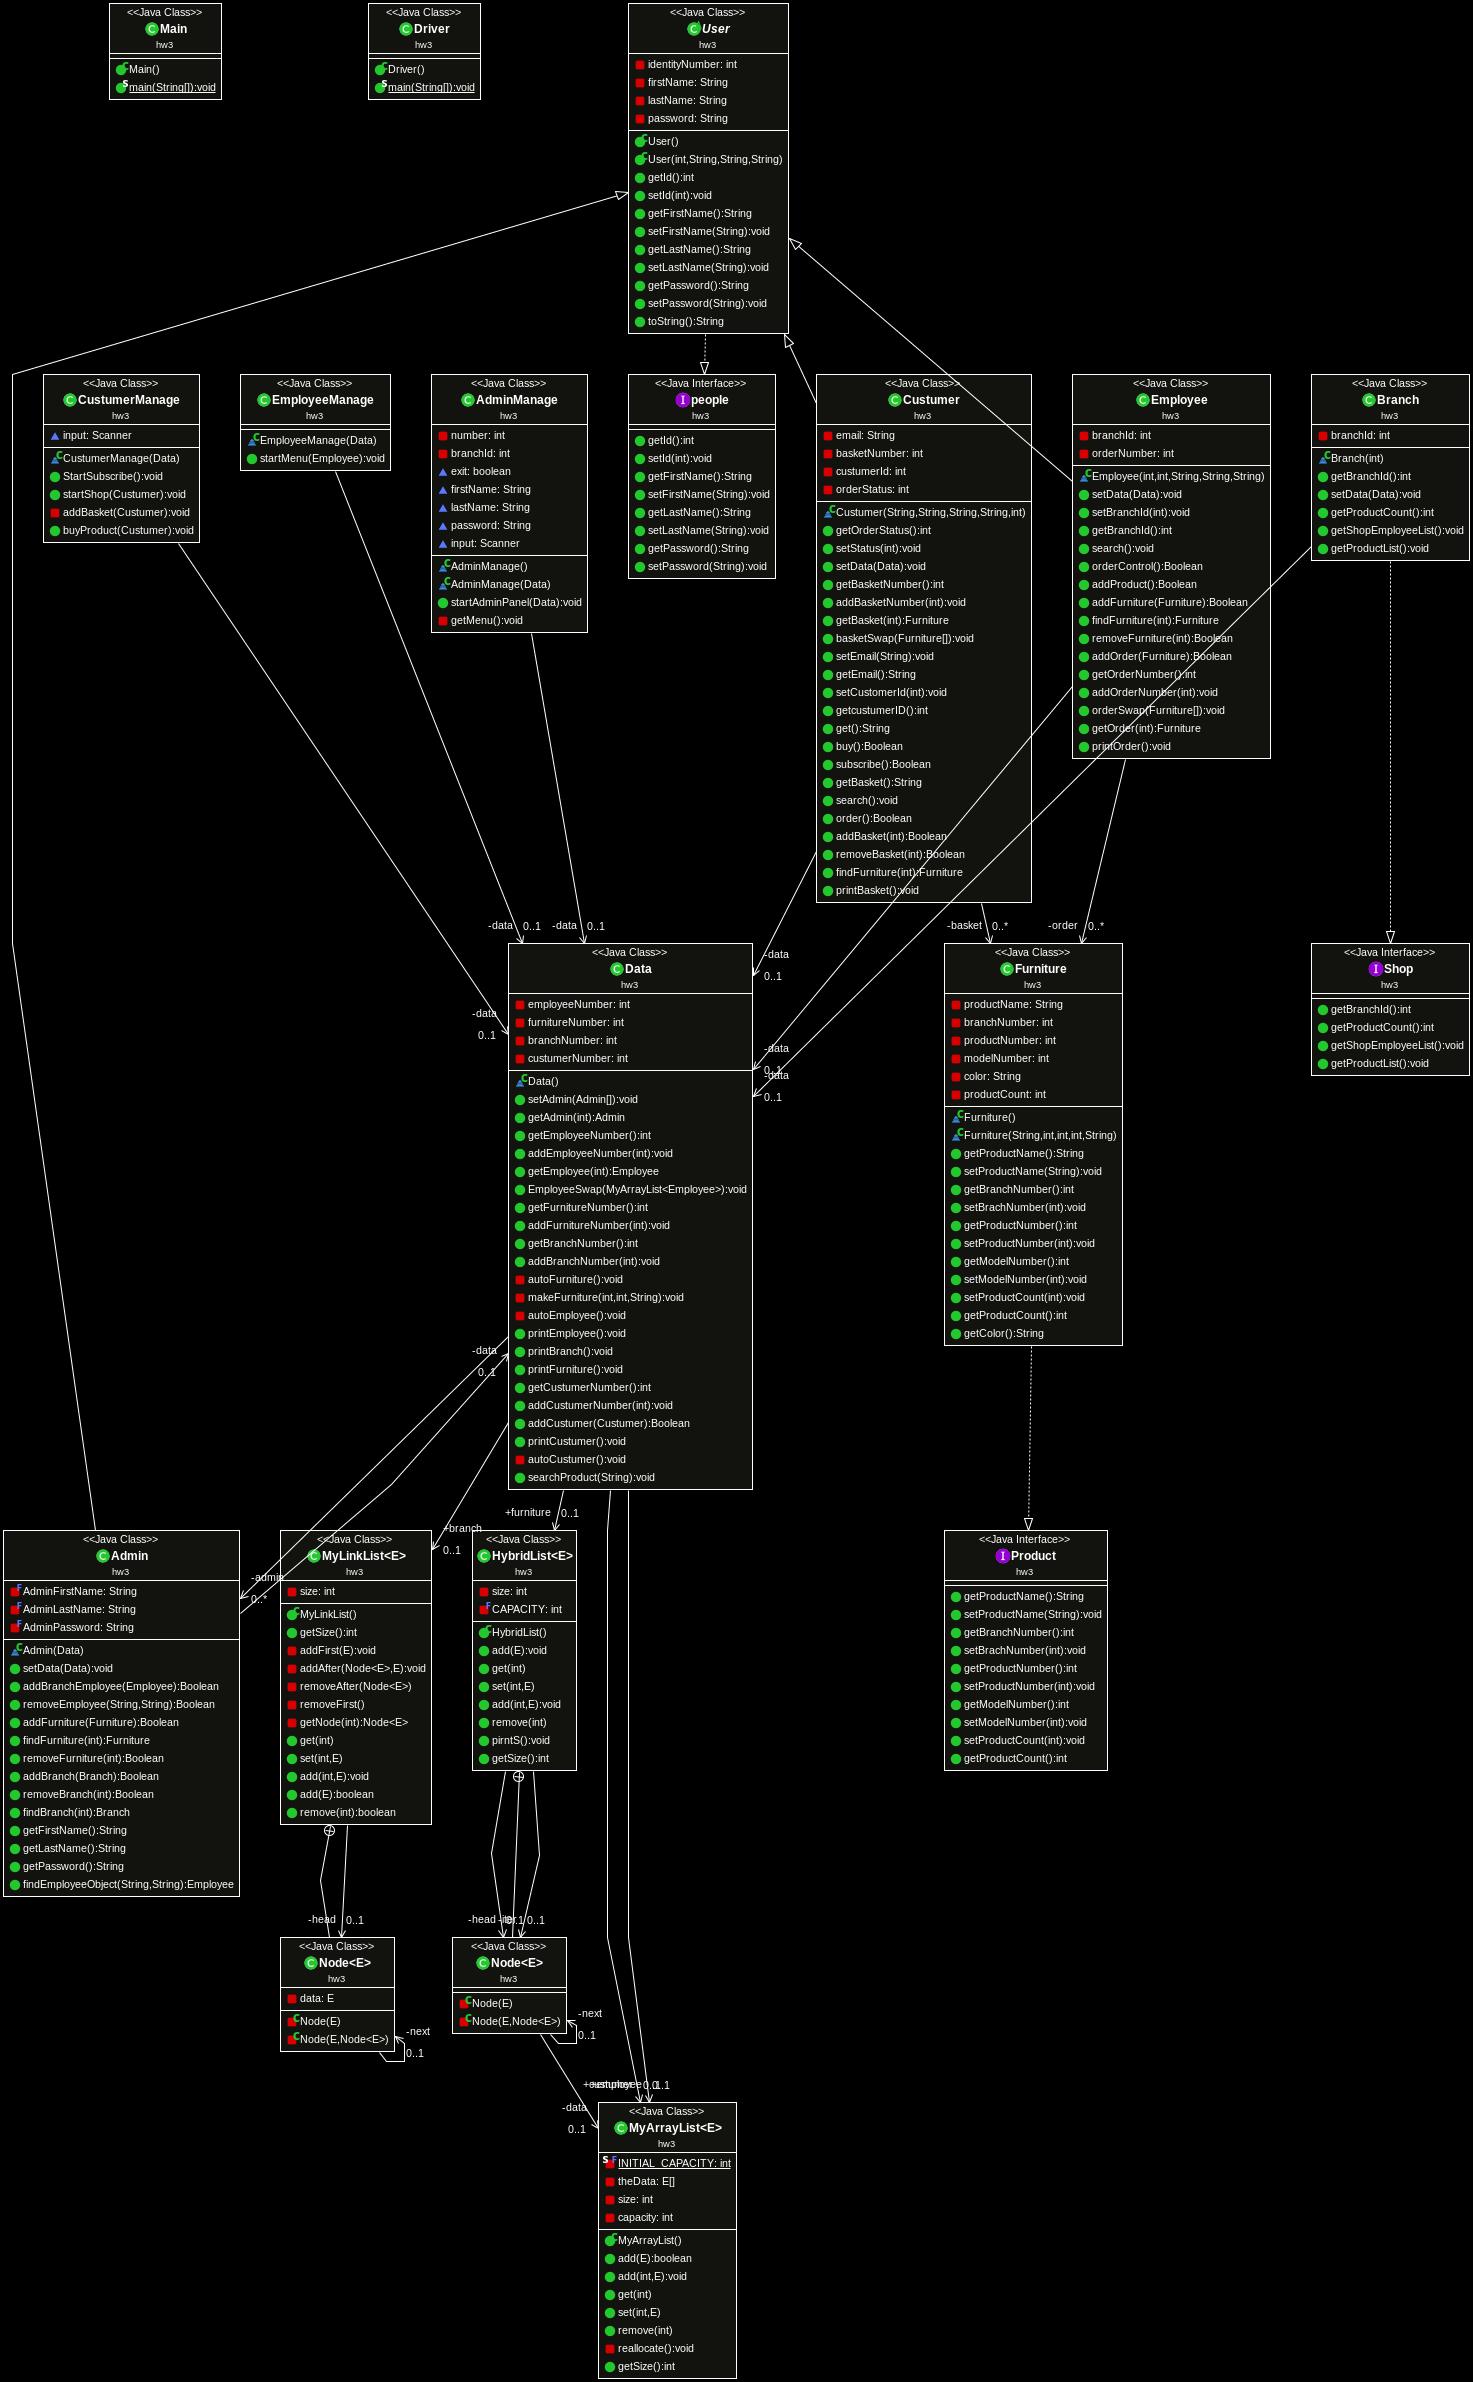 <<Java Class>>
Main
hw3
Main()
main(String[]):void
<<Java Class>>
Driver
hw3
Driver()
main(String[]):void
<<Java Class>>
User
hw3
identityNumber: int
firstName: String
lastName: String
password: String
User()
User(int,String,String,String)
getId():int
setId(int):void
getFirstName():String
setFirstName(String):void
getLastName():String
setLastName(String):void
getPassword():String
setPassword(String):void
toString():String
<<Java Class>>
CustumerManage
hw3
input: Scanner
CustumerManage(Data)
StartSubscribe():void
startShop(Custumer):void
addBasket(Custumer):void
buyProduct(Custumer):void
<<Java Class>>
EmployeeManage
hw3
EmployeeManage(Data)
startMenu(Employee):void
<<Java Class>>
AdminManage
hw3
number: int
branchId: int
exit: boolean
firstName: String
lastName: String
password: String
input: Scanner
AdminManage()
AdminManage(Data)
startAdminPanel(Data):void
getMenu():void
<<Java Interface>>
people
hw3
getId():int
setId(int):void
getFirstName():String
setFirstName(String):void
getLastName():String
setLastName(String):void
getPassword():String
setPassword(String):void
<<Java Class>>
Custumer
hw3
email: String
basketNumber: int
custumerId: int
orderStatus: int
Custumer(String,String,String,String,int)
getOrderStatus():int
setStatus(int):void
setData(Data):void
getBasketNumber():int
addBasketNumber(int):void
getBasket(int):Furniture
basketSwap(Furniture[]):void
setEmail(String):void
getEmail():String
setCustomerId(int):void
getcustumerID():int
get():String
buy():Boolean
subscribe():Boolean
getBasket():String
search():void
order():Boolean
addBasket(int):Boolean
removeBasket(int):Boolean
findFurniture(int):Furniture
printBasket():void
<<Java Class>>
Employee
hw3
branchId: int
orderNumber: int
Employee(int,int,String,String,String)
setData(Data):void
setBranchId(int):void
getBranchId():int
search():void
orderControl():Boolean
addProduct():Boolean
addFurniture(Furniture):Boolean
findFurniture(int):Furniture
removeFurniture(int):Boolean
addOrder(Furniture):Boolean
getOrderNumber():int
addOrderNumber(int):void
orderSwap(Furniture[]):void
getOrder(int):Furniture
printOrder():void
<<Java Class>>
Branch
hw3
branchId: int
Branch(int)
getBranchId():int
setData(Data):void
getProductCount():int
getShopEmployeeList():void
getProductList():void
-data 0..1
-data 0..1
-data
0..1
-data
0..1
-data
0..1
-data
0..1
-basket 0..*
-order 0..*
<<Java Class>>
Data
hw3
employeeNumber: int
furnitureNumber: int
branchNumber: int
custumerNumber: int
Data()
setAdmin(Admin[]):void
getAdmin(int):Admin
getEmployeeNumber():int
addEmployeeNumber(int):void
getEmployee(int):Employee
EmployeeSwap(MyArrayList<Employee>):void
getFurnitureNumber():int
addFurnitureNumber(int):void
getBranchNumber():int
addBranchNumber(int):void
autoFurniture():void
makeFurniture(int,int,String):void
autoEmployee():void
printEmployee():void
printBranch():void
printFurniture():void
getCustumerNumber():int
addCustumerNumber(int):void
addCustumer(Custumer):Boolean
printCustumer():void
autoCustumer():void
searchProduct(String):void
<<Java Class>>
Furniture
hw3
productName: String
branchNumber: int
productNumber: int
modelNumber: int
color: String
productCount: int
Furniture()
Furniture(String,int,int,int,String)
getProductName():String
setProductName(String):void
getBranchNumber():int
setBrachNumber(int):void
getProductNumber():int
setProductNumber(int):void
getModelNumber():int
setModelNumber(int):void
setProductCount(int):void
getProductCount():int
getColor():String
<<Java Interface>>
Shop
hw3
getBranchId():int
getProductCount():int
getShopEmployeeList():void
getProductList():void
-data
0..1
+furniture 0..1
+branch
0..1
-admin
0..*
<<Java Class>>
Admin
hw3
AdminFirstName: String
AdminLastName: String
AdminPassword: String
Admin(Data)
setData(Data):void
addBranchEmployee(Employee):Boolean
removeEmployee(String,String):Boolean
addFurniture(Furniture):Boolean
findFurniture(int):Furniture
removeFurniture(int):Boolean
addBranch(Branch):Boolean
removeBranch(int):Boolean
findBranch(int):Branch
getFirstName():String
getLastName():String
getPassword():String
findEmployeeObject(String,String):Employee
<<Java Class>>
MyLinkList<E>
hw3
size: int
MyLinkList()
getSize():int
addFirst(E):void
addAfter(Node<E>,E):void
removeAfter(Node<E>)
removeFirst()
getNode(int):Node<E>
get(int)
set(int,E)
add(int,E):void
add(E):boolean
remove(int):boolean
<<Java Class>>
HybridList<E>
hw3
size: int
CAPACITY: int
HybridList()
add(E):void
get(int)
set(int,E)
add(int,E):void
remove(int)
pirntS():void
getSize():int
<<Java Interface>>
Product
hw3
getProductName():String
setProductName(String):void
getBranchNumber():int
setBrachNumber(int):void
getProductNumber():int
setProductNumber(int):void
getModelNumber():int
setModelNumber(int):void
setProductCount(int):void
getProductCount():int
-head 0..1
-head 0..1
<<Java Class>>
Node<E>
hw3
data: E
Node(E)
Node(E,Node<E>)
-next
0..1
<<Java Class>>
Node<E>
hw3
Node(E)
Node(E,Node<E>)
-next
0..1
-data
0..1
<<Java Class>>
MyArrayList<E>
hw3
INITIAL_CAPACITY: int
theData: E[]
size: int
capacity: int
MyArrayList()
add(E):boolean
add(int,E):void
get(int)
set(int,E)
remove(int)
reallocate():void
getSize():int